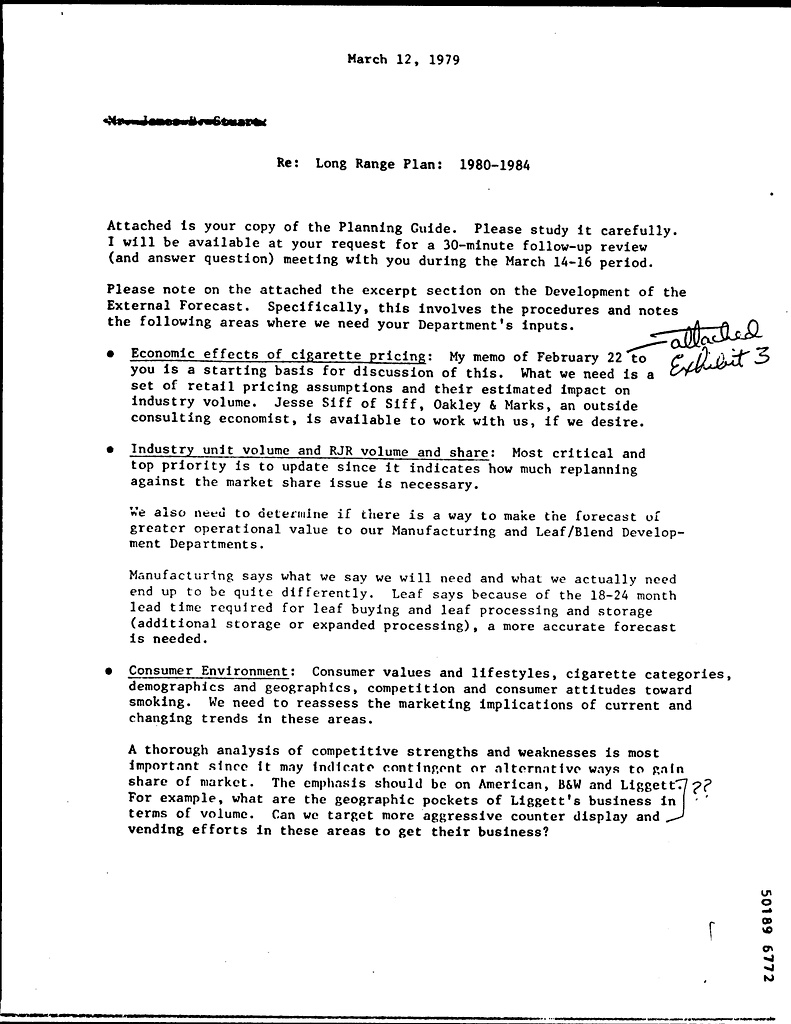 March 12, 1979
Mr. James D. Stuart
Re: Long Range Plan: 1980-1984
Attached is your copy of the Planning Guide. Please study it carefully.
I will be available at your request for a 30-minute follow-up review
(and answer question) meeting with you during the March 14-16 period.
Please note on the attached the excerpt section on the Development of the
External Forecast. Specifically, this involves the procedures and notes
the following areas where we need your Department's inputs.
attached
Exhibit 3
• Economic effects of cigarette pricing: My memo of February 22 to
you is a starting basis for discussion of this. What we need is a
set of retail pricing assumptions and their estimated impact on
industry volume. Jesse Siff of Siff, Oakley & Marks, an outside
consulting economist, is available to work with us, if we desire.
• Industry unit volume and RJR volume and share: Most critical and
top priority is to update since it indicates how much replanning
against the market share issue is necessary.
We also need to determine if there is a way to make the forecast of
greater operational value to our Manufacturing and Leaf/Blend Develop-
ment Departments.
Manufacturing says what we say we will need and what we actually need
end up to be quite differently. Leaf says because of the 18-24 month
lead time required for leaf buying and leaf processing and storage
(additional storage or expanded processing), a more accurate forecast
is needed.
• Consumer Environment: Consumer values and lifestyles, cigarette categories,
demographics and geographics, competition and consumer attitudes toward
smoking. We need to reassess the marketing implications of current and
changing trends in these areas.
A thorough analysis of competitive strengths and weaknesses is most
important since it may indicate contingent or alternative ways to gain
share of market. The emphasis should be on American, B&W and Liggett. ??
For example, what are the geographic pockets of Liggett's business in
terms of volume. Can we target more aggressive counter display and
vending efforts in these areas to get their business?
50189 6772